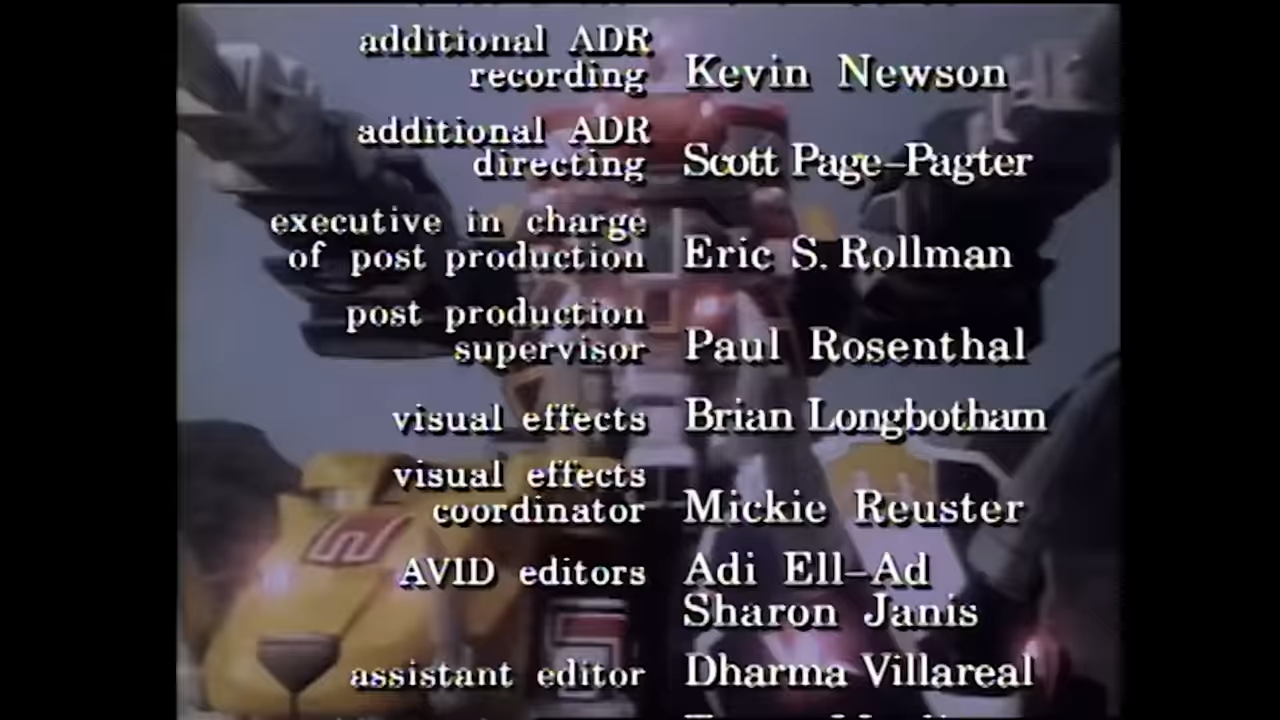 additional ADR
recording Kevin Newson
additional ADR
directing Scott Page–Pagter
executive in charge
of post production Eric S. Rollman
post production
supervisor Paul Rosenthal
visual effects Brian Longbotham
visual effects
coordinator Mickie Reuster
AVID editors Adi Ell–Ad
Sharon Janis
assistant editor Dharma Villareal